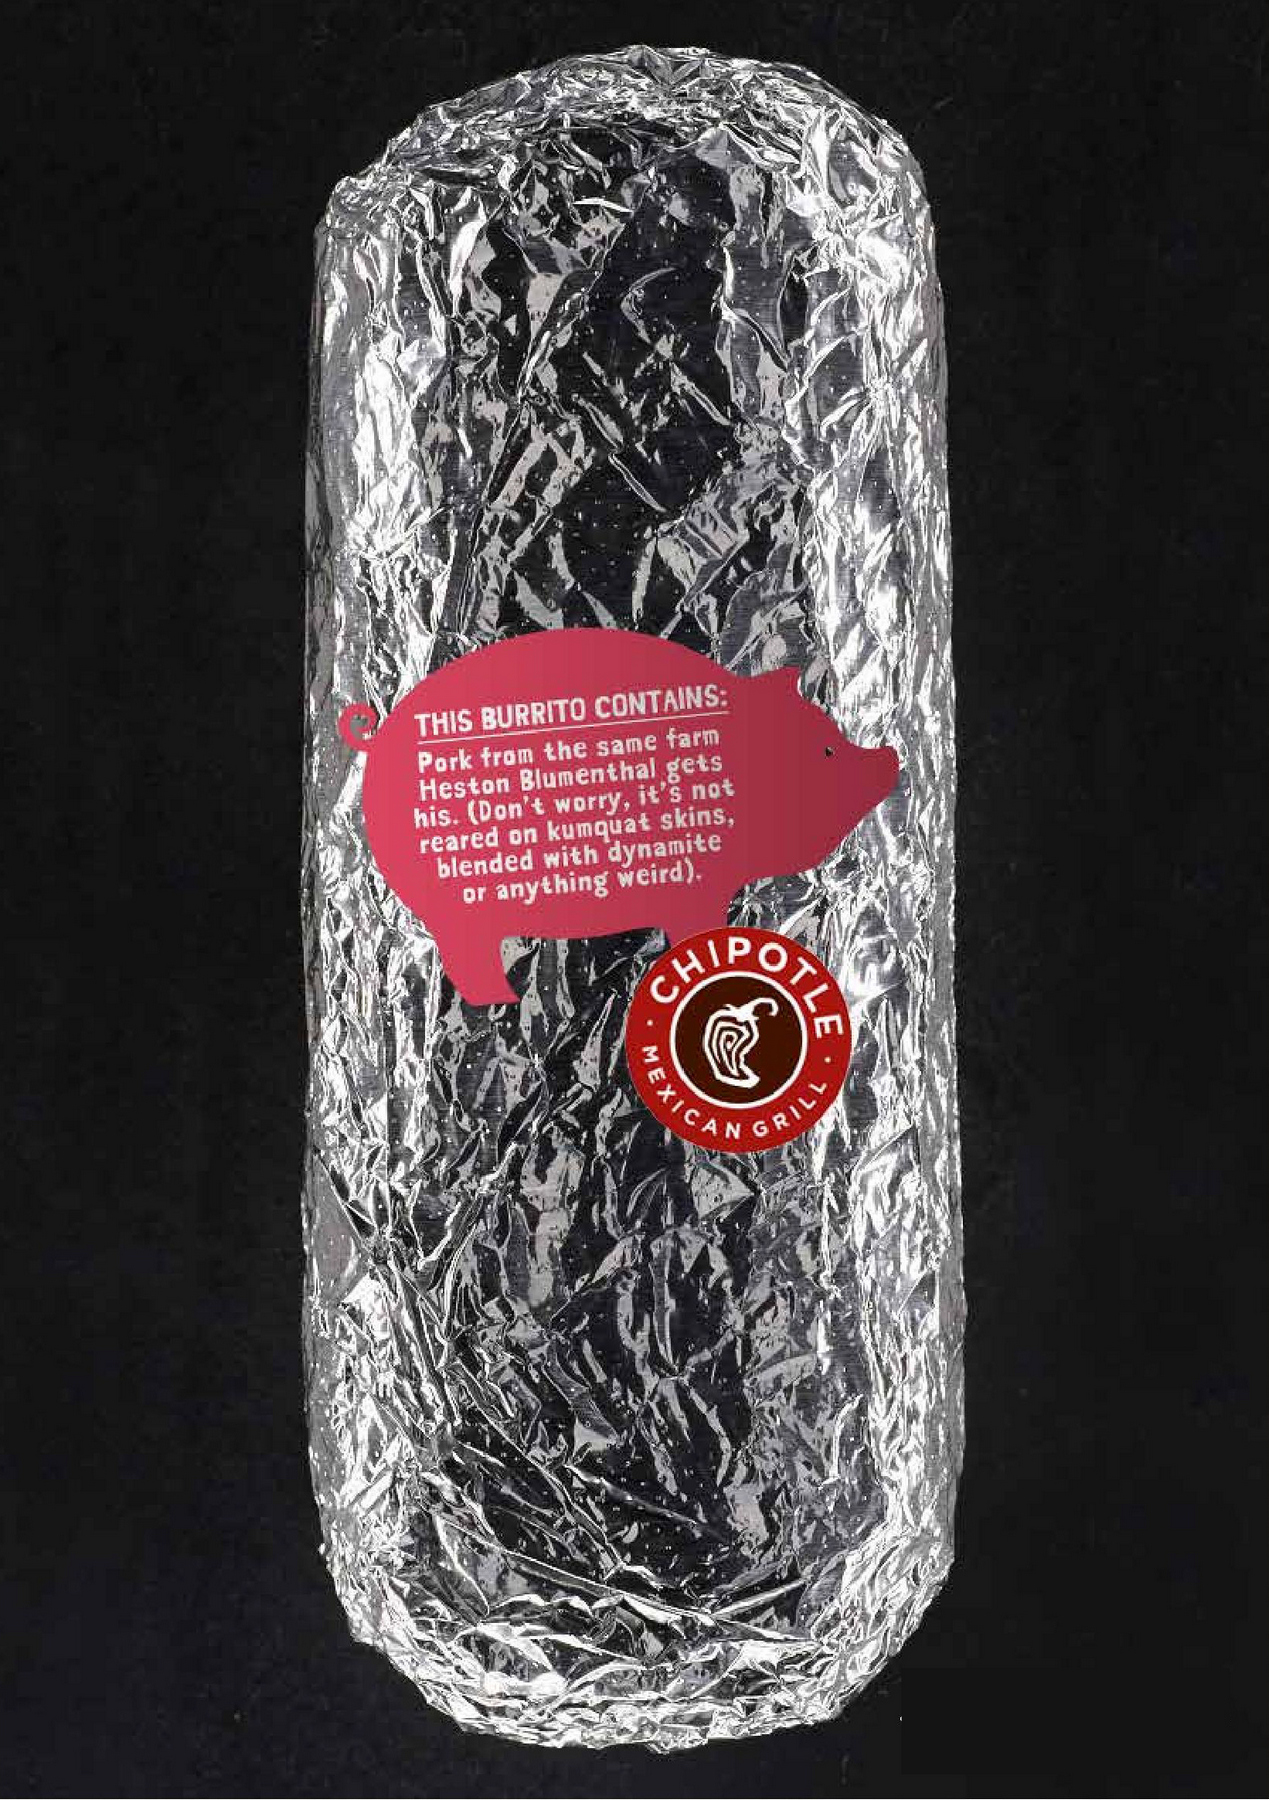 THIS BURRITO CONTAINS:
Pork from the same farm
Heston Blumenthal gets
his. (Don't worry, it's not
reared on kumquat skins,
blended with dynamite
or anything weird).
CHIPOTLE
MEXICAN GRILL